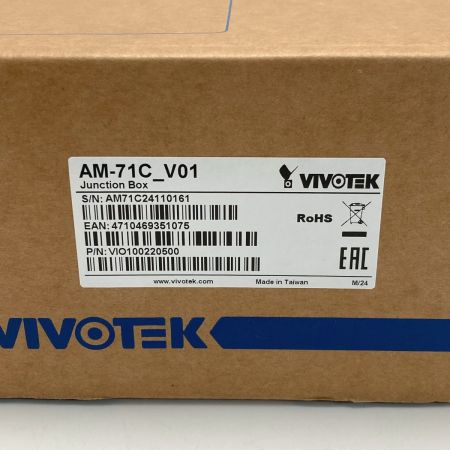 AM-71C_V01
Junction Box
S/N: AM71C24110161
EAN: 4710469351075
P/N: VIO100220500
VIVOTEK
RoHS
EAC
www.vivotek.com
Made in Taiwan
M/24
VIVOTEK